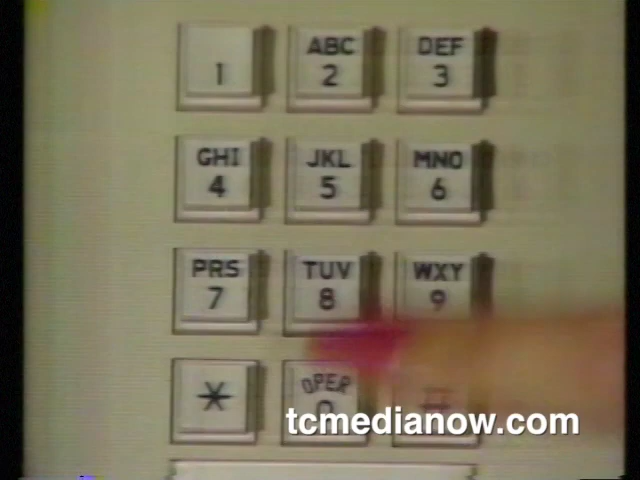 1 ABC 2 DEF 3
GHI 4 JKL 5 MNO 6
PRS 7 TUV 8 WXY 9
* OPER 0 #
tcmedianow.com